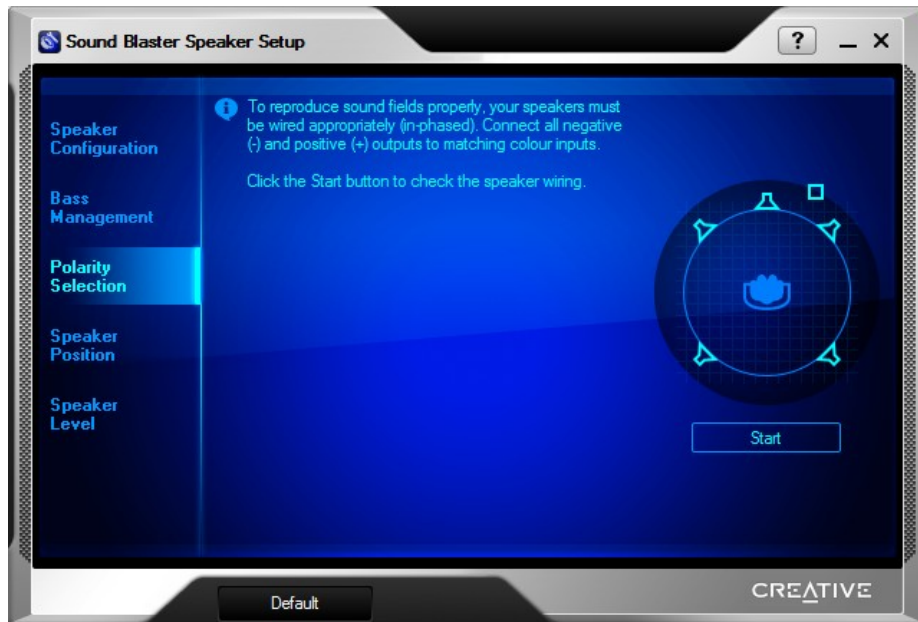 Sound Blaster Speaker Setup
?
Speaker
Configuration
Bass
Management
Polarity
Selection
Speaker
Position
Speaker
Level
To reproduce sound fields properly, your speakers must
be wired appropriately (in-phased). Connect all negative
(-) and positive (+) outputs to matching colour inputs.
Click the Start button to check the speaker wiring.
Start
Default
CREATIVE